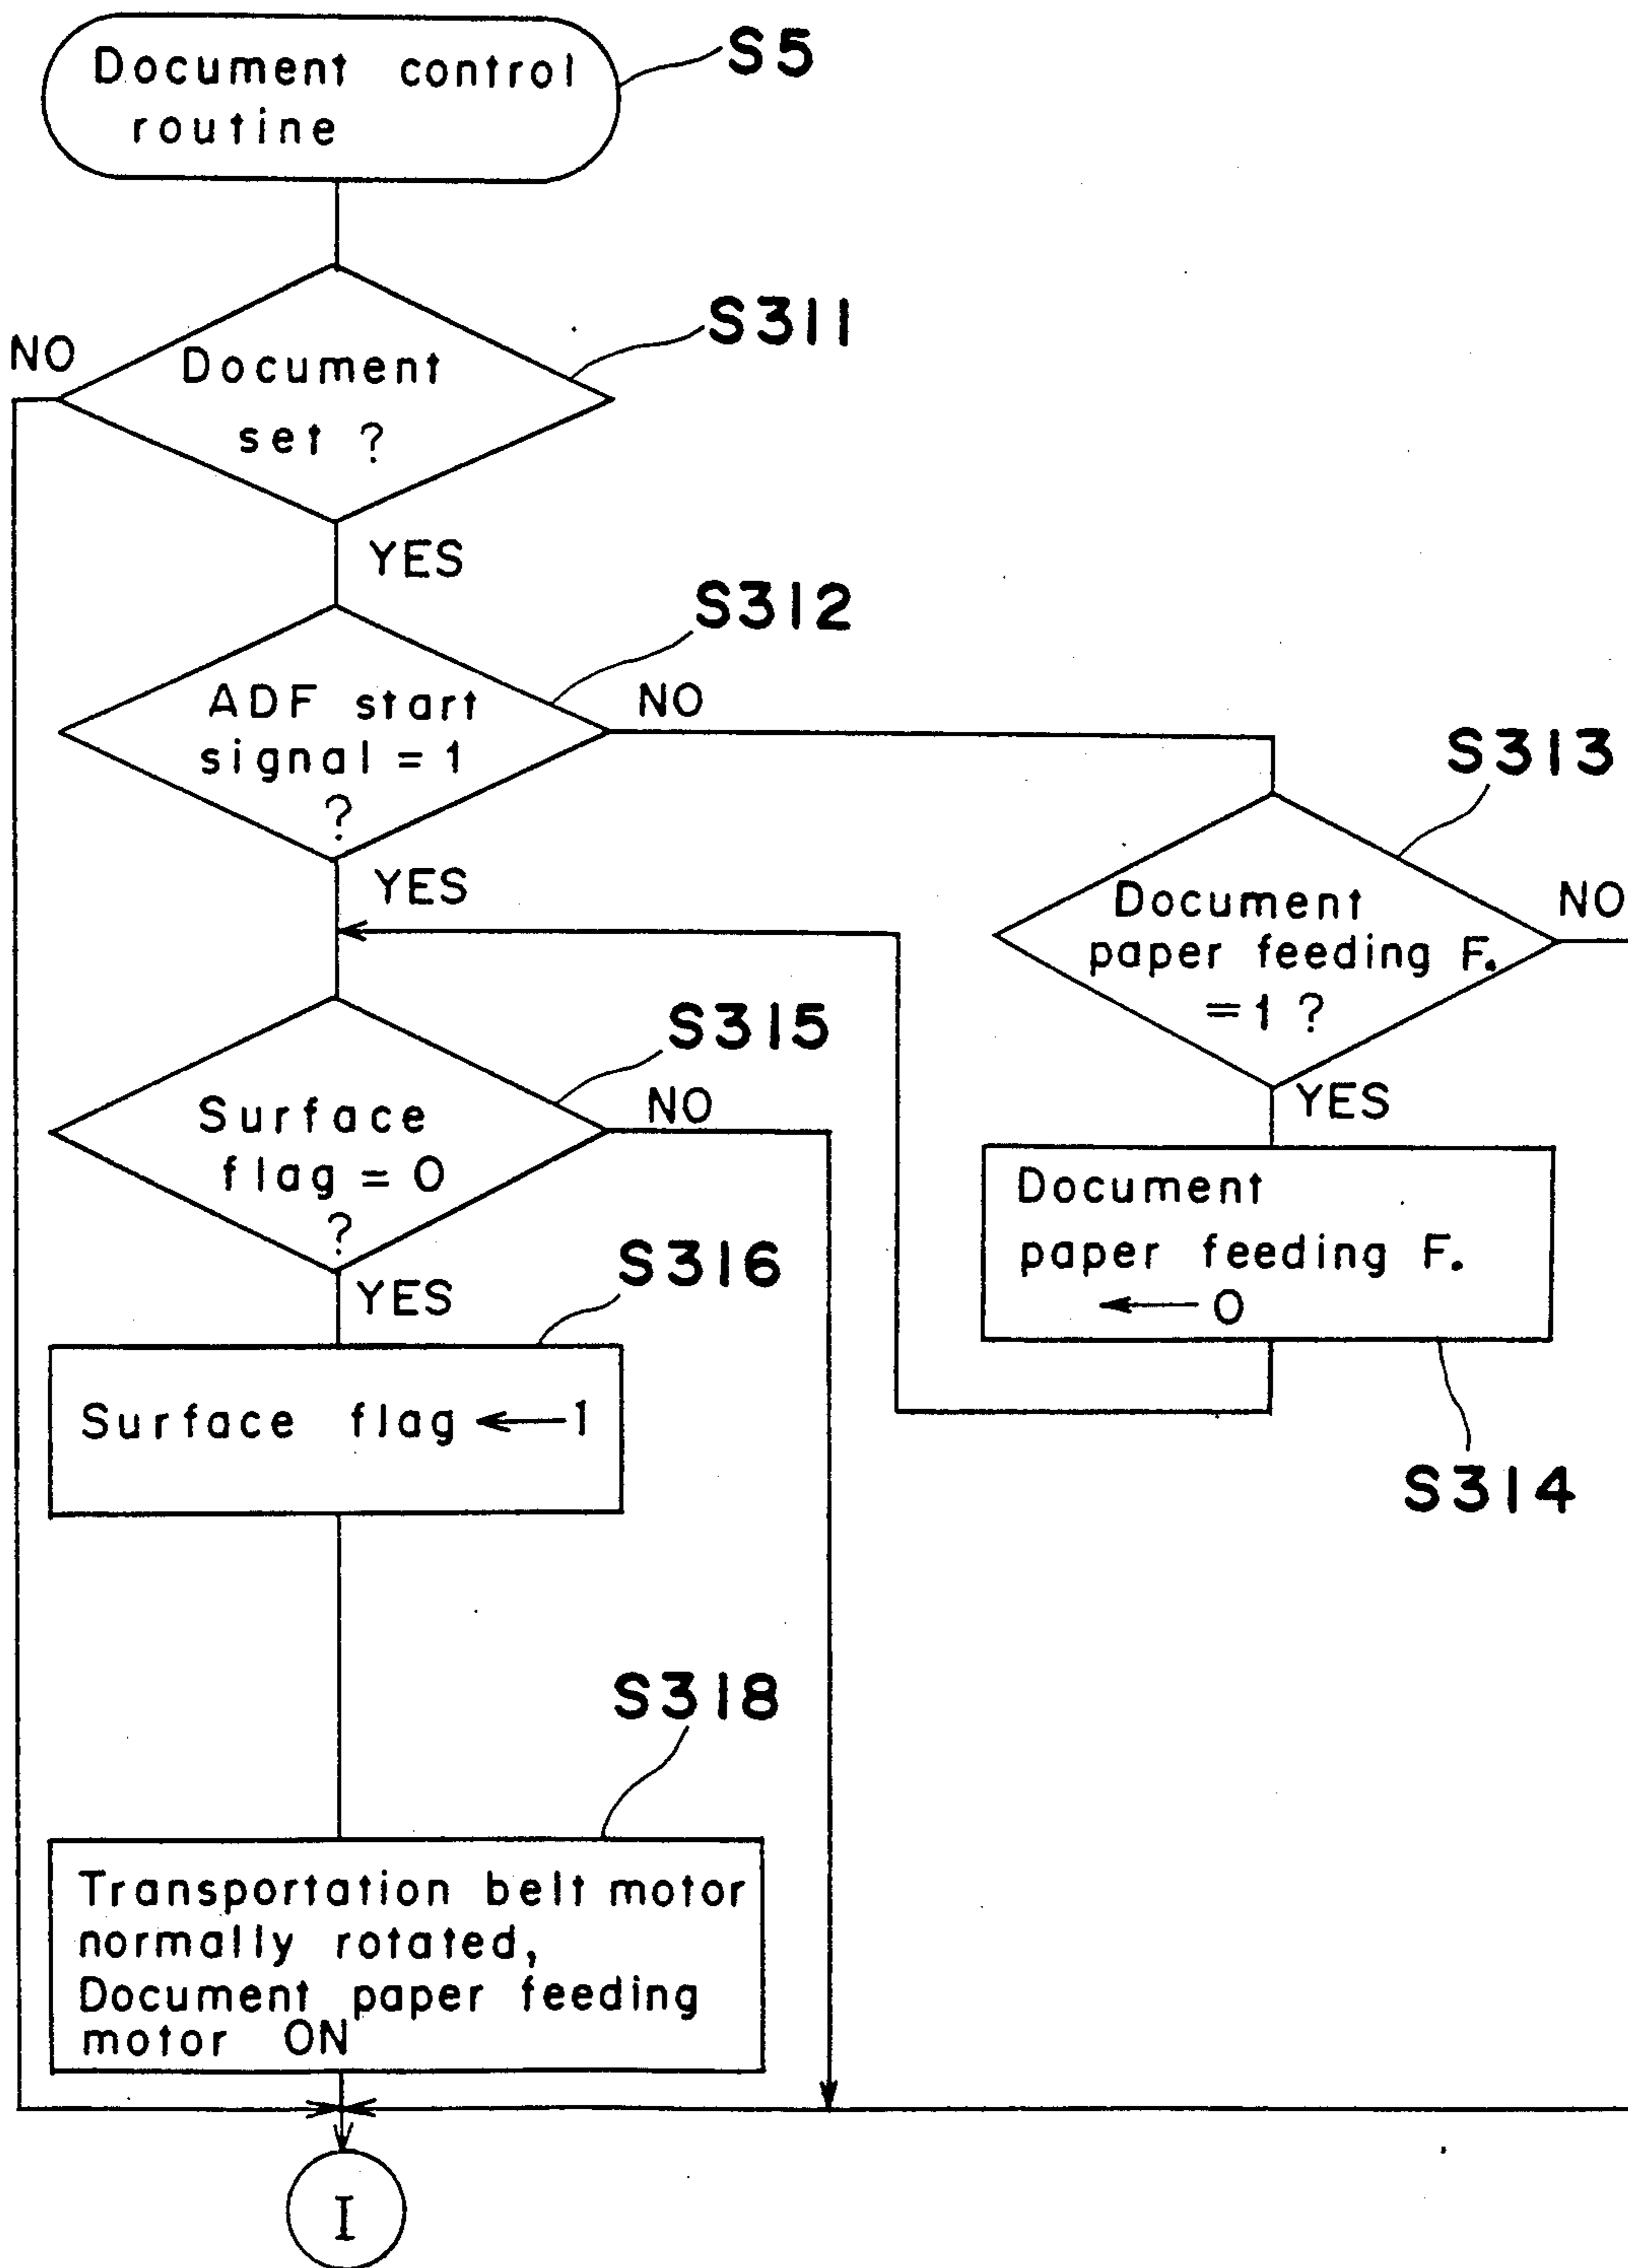 Document control
routine
S5
S311
NO
Document
set ?
YES
S312
ADF start
signal = 1
?
NO
YES
S313
Document
paper feeding F.
= 1 ?
NO
YES
S315
Surface
flag = 0
?
NO
YES
Document
paper feeding F.
← 0
S314
S316
Surface flag ← 1
S318
Transportation belt motor
normally rotated,
Document paper feeding
motor ON
I